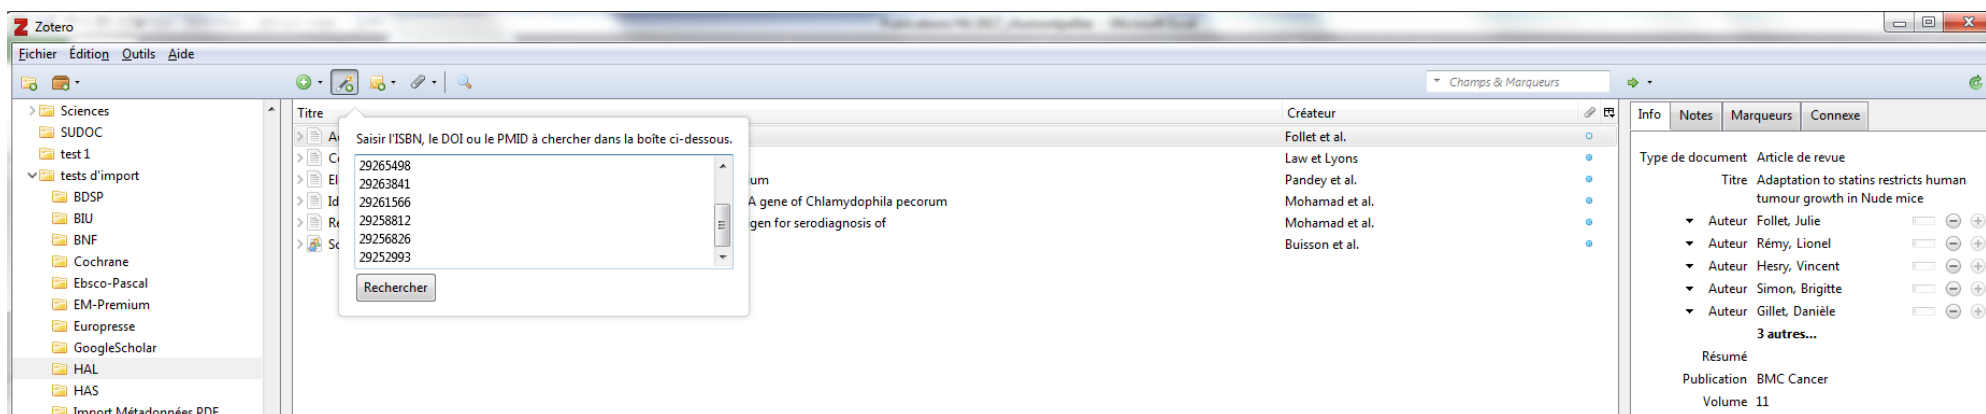 Zotero
Fichier Édition Outils Aide
Champs & Marqueurs
Sciences
SUDOC
test 1
tests d'import
BDSP
BIU
BNF
Cochrane
Ebsco-Pascal
EM-Premium
Europresse
GoogleScholar
HAL
HAS
Import Métadonnées PDF
Titre Créateur
Follet et al.
Law et Lyons
ium Pandey et al.
A gene of Chlamydophila pecorum Mohamad et al.
gen for serodiagnosis of Mohamad et al.
Buisson et al.
Saisir l'ISBN, le DOI ou le PMID à chercher dans la boîte ci-dessous.
29265498
29263841
29261566
29258812
29256826
29252993
Rechercher
Info Notes Marqueurs Connexe
Type de document Article de revue
Titre Adaptation to statins restricts human
tumour growth in Nude mice
Auteur Follet, Julie
Auteur Rémy, Lionel
Auteur Hesry, Vincent
Auteur Simon, Brigitte
Auteur Gillet, Danièle
3 autres...
Résumé
Publication BMC Cancer
Volume 11